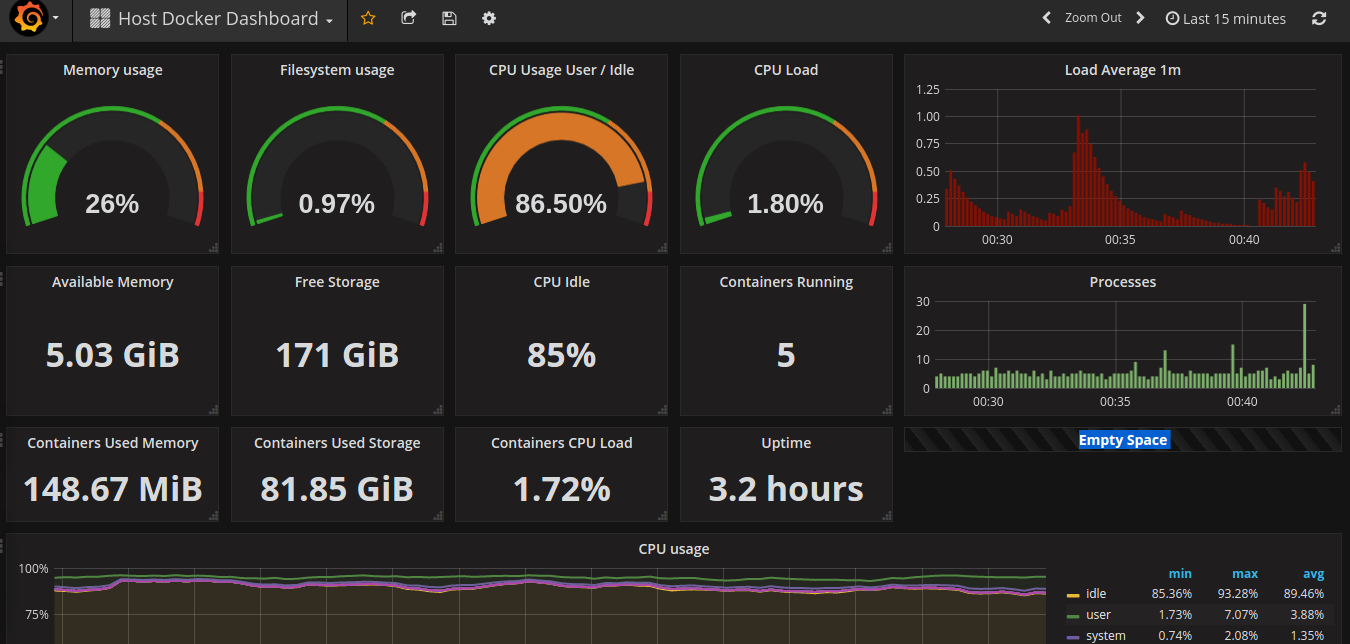 Host Docker Dashboard
Zoom Out
Last 15 minutes
Memory usage
26%
Filesystem usage
0.97%
CPU Usage User / Idle
86.50%
CPU Load
1.80%
Load Average 1m
1.25
1.00
0.75
0.50
0.25
0
00:30 00:35 00:40
Available Memory
5.03 GiB
Free Storage
171 GiB
CPU Idle
85%
Containers Running
5
Processes
30
20
10
0
00:30 00:35 00:40
Containers Used Memory
148.67 MiB
Containers Used Storage
81.85 GiB
Containers CPU Load
1.72%
Uptime
3.2 hours
Empty Space
CPU usage
100%
75%
min max avg
idle 85.36% 93.28% 89.46%
user 1.73% 7.07% 3.88%
system 0.74% 2.08% 1.35%